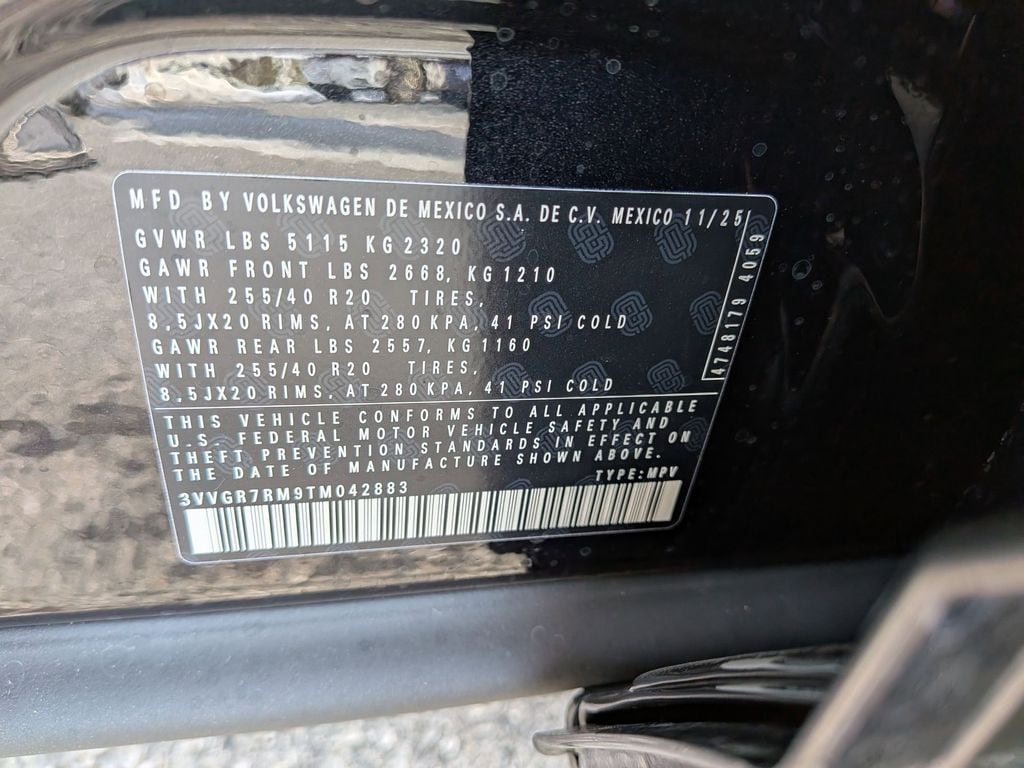 MFD BY VOLKSWAGEN DE MEXICO S.A. DE C.V. MEXICO 11/25
GVWR LBS 5115 KG 2320
GAWR FRONT LBS 2668, KG 1210
WITH 255/40 R20 TIRES,
8,5JX20 RIMS, AT 280 KPA, 41 PSI COLD
GAWR REAR LBS 2557, KG 1160
WITH 255/40 R20 TIRES,
8,5JX20 RIMS, AT 280 KPA, 41 PSI COLD
4748179 4059
THIS VEHICLE CONFORMS TO ALL APPLICABLE
U.S. FEDERAL MOTOR VEHICLE SAFETY AND
THEFT PREVENTION STANDARDS IN EFFECT ON
THE DATE OF MANUFACTURE SHOWN ABOVE.
3VVGR7RM9TM042883 TYPE:MPV